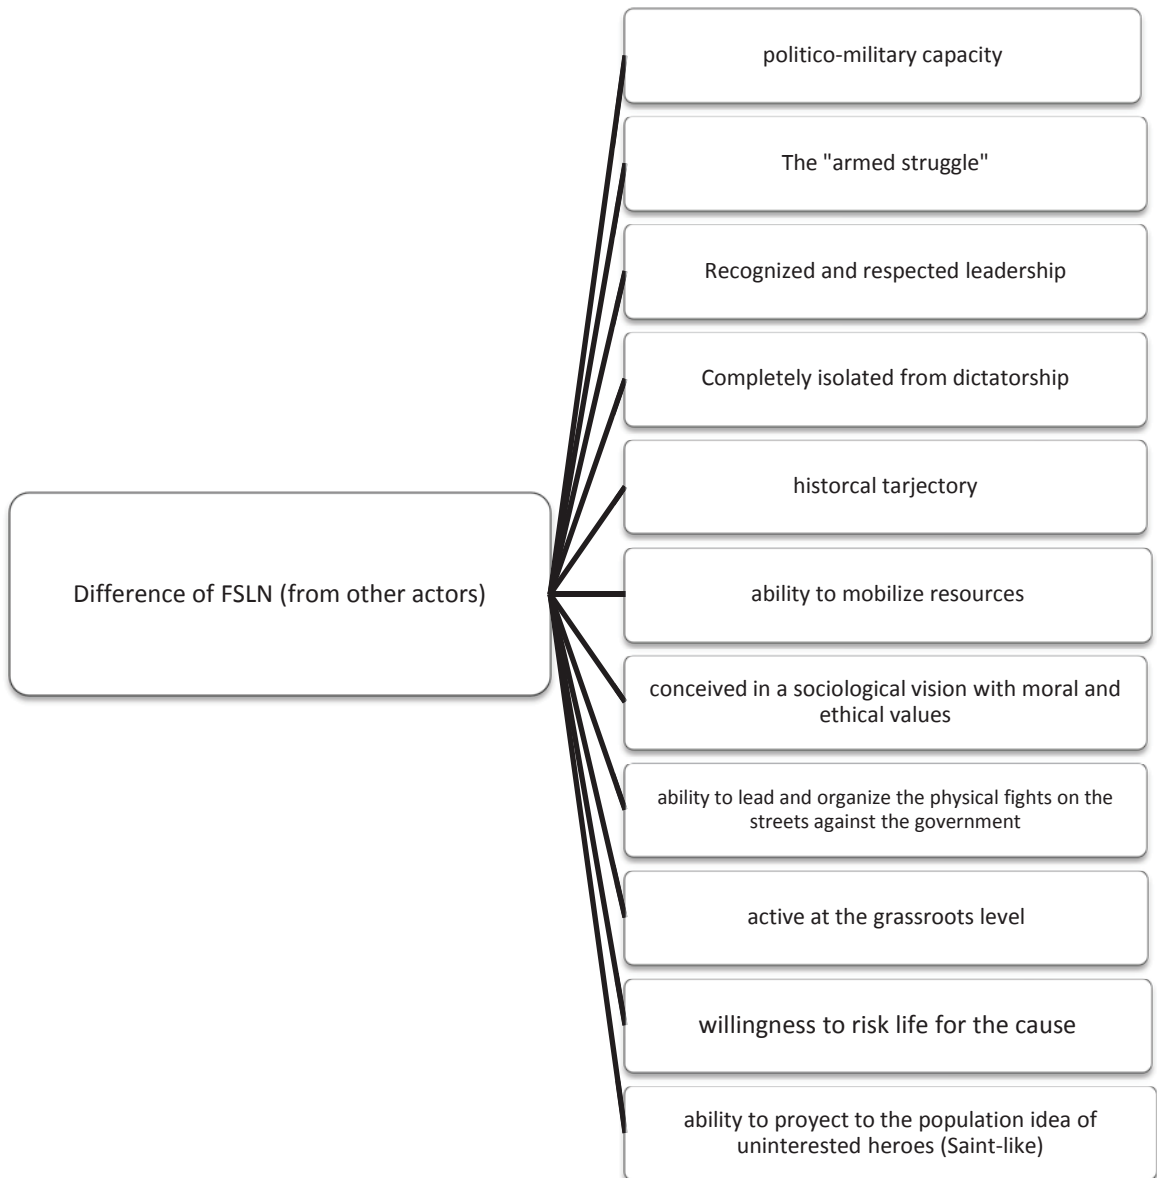 politico-military capacity
The "armed struggle"
Recognized and respected leadership
Completely isolated from dictatorship
historcal tarjectory
Difference of FSLN (from other actors)
ability to mobilize resources
conceived in a sociological vision with moral and
ethical values
ability to lead and organize the physical fights on the
streets against the government
active at the grassroots level
willingness to risk life for the cause
ability to proyect to the population idea of
uninterested heroes (Saint-like)